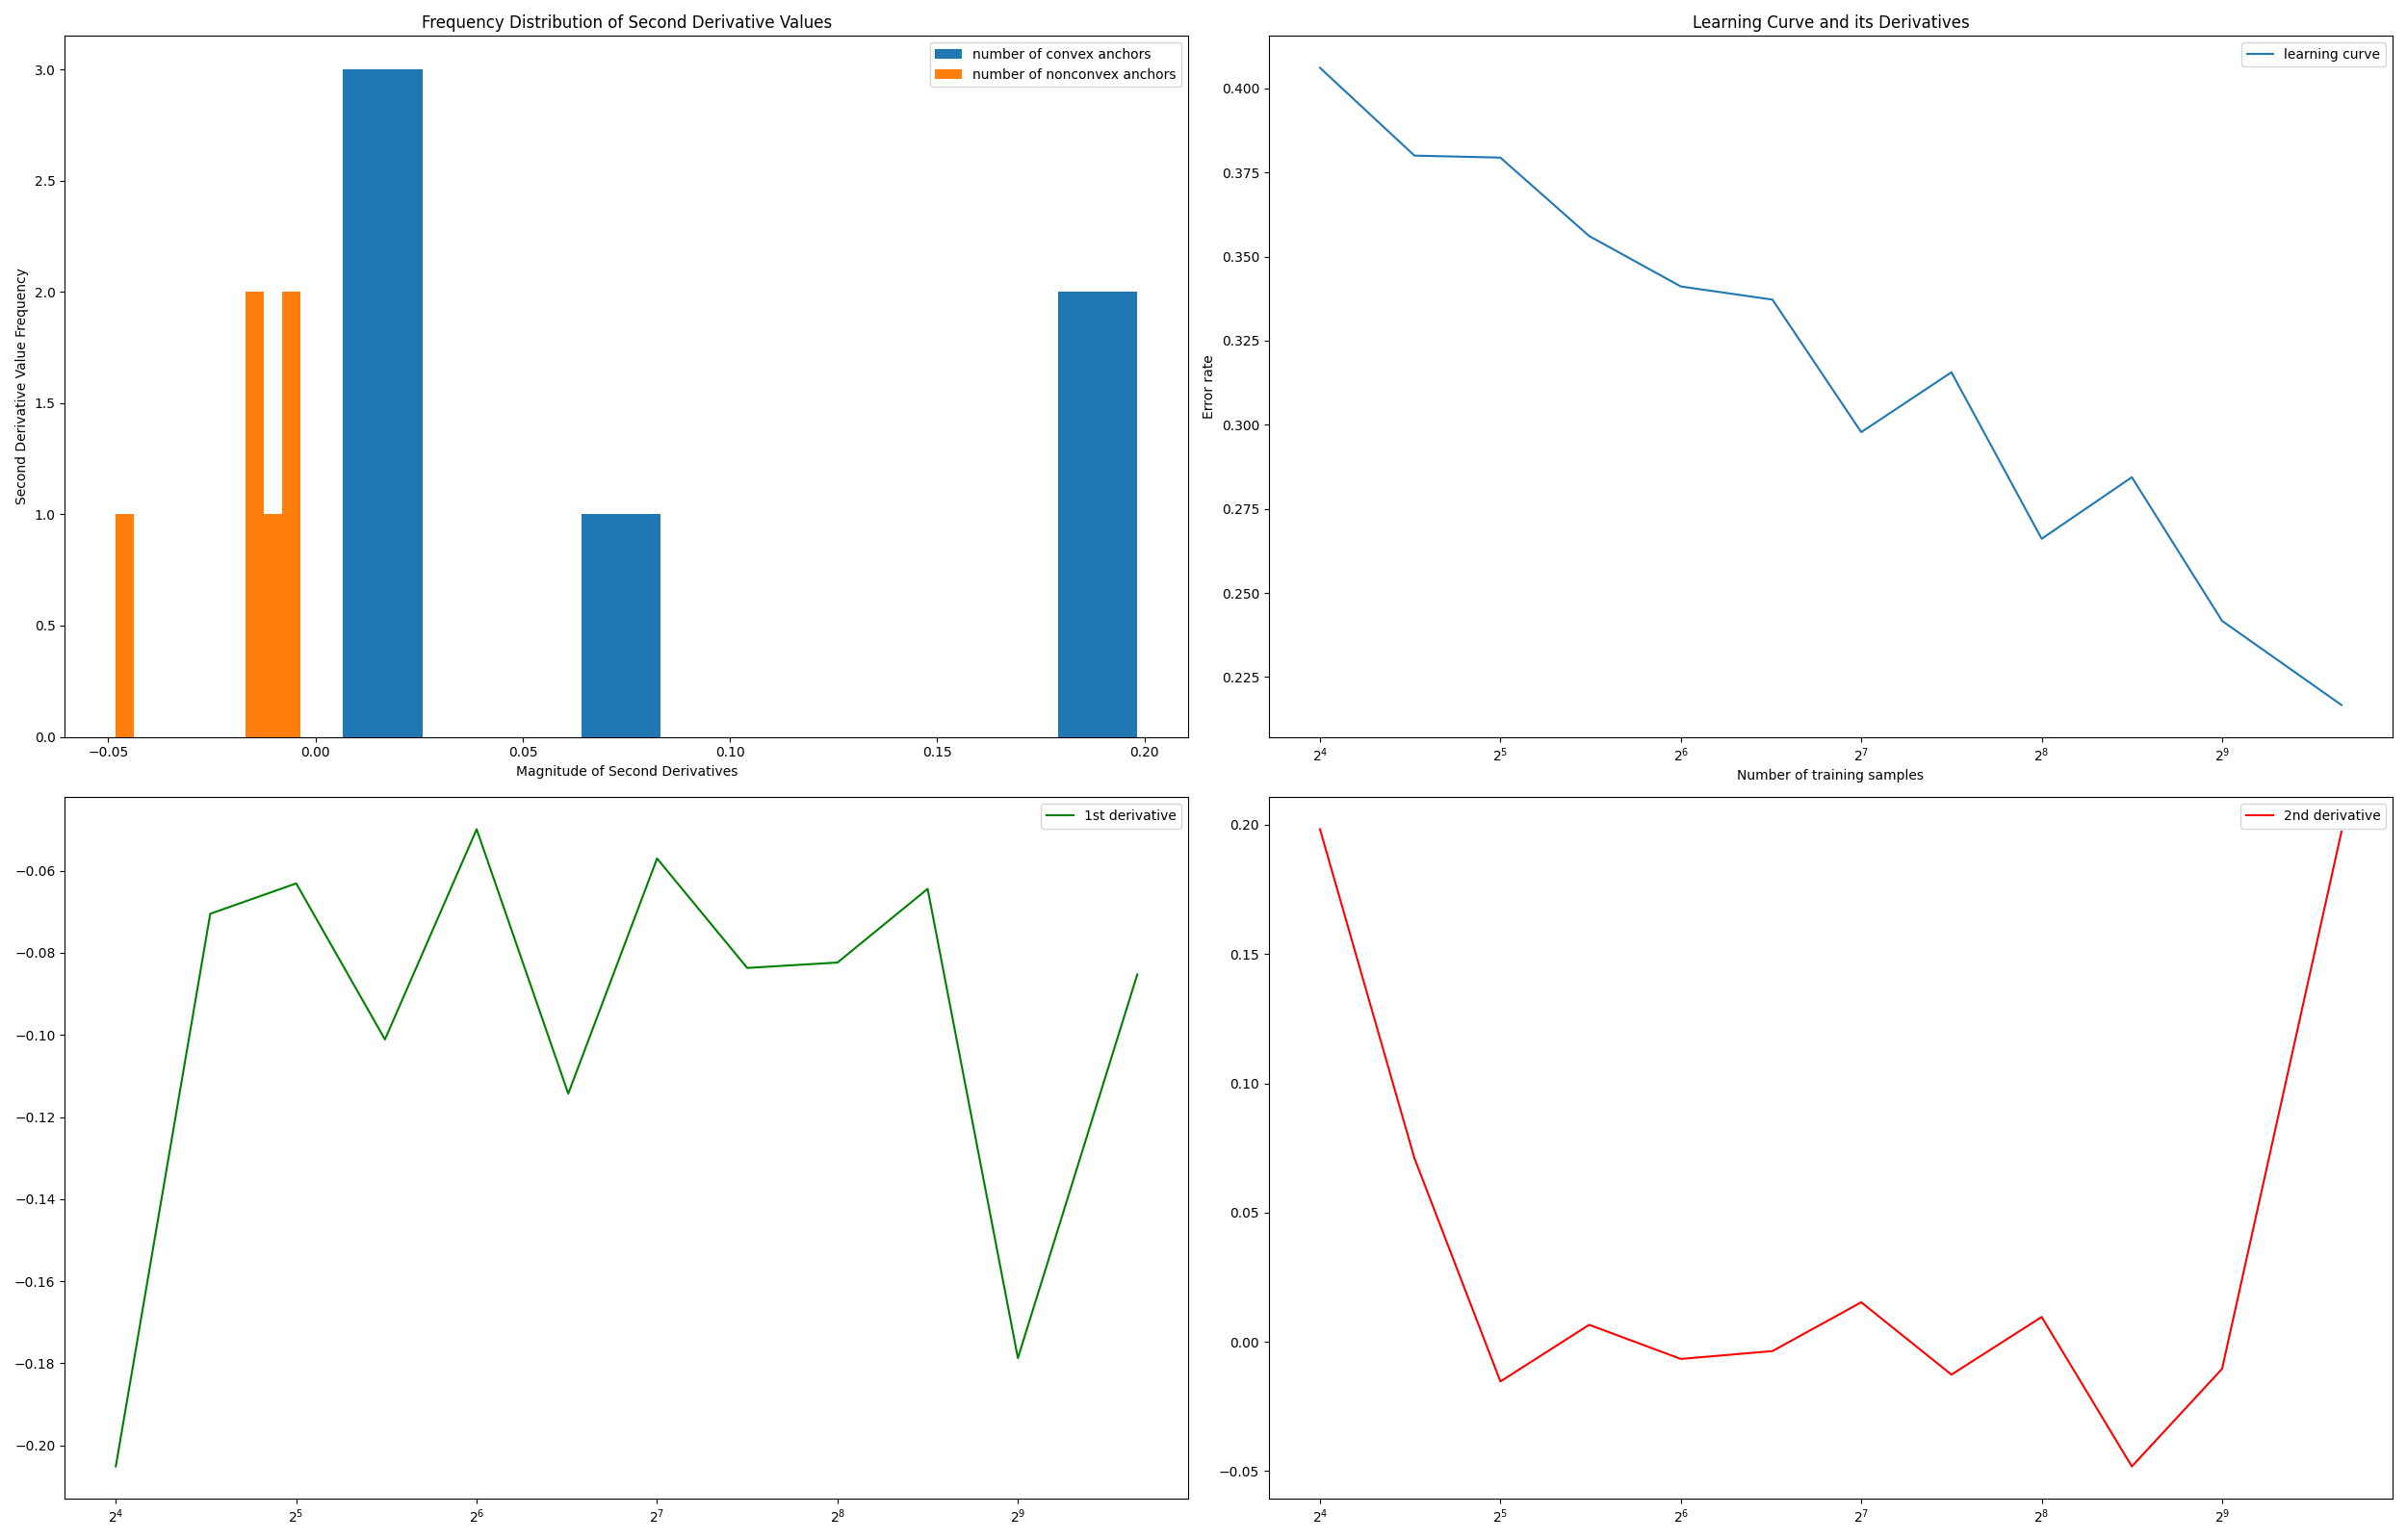 Frequency Distribution of Second Derivative Values
number of convex anchors
number of nonconvex anchors
3.0
2.5
2.0
1.5
1.0
0.5
0.0
Second Derivative Value Frequency
−0.05 0.00 0.05 0.10 0.15 0.20
Magnitude of Second Derivatives
Learning Curve and its Derivatives
learning curve
0.400
0.375
0.350
0.325
0.300
0.275
0.250
0.225
Error rate
2⁴ 2⁵ 2⁶ 2⁷ 2⁸ 2⁹
Number of training samples
1st derivative
−0.06
−0.08
−0.10
−0.12
−0.14
−0.16
−0.18
−0.20
2⁴ 2⁵ 2⁶ 2⁷ 2⁸ 2⁹
2nd derivative
0.20
0.15
0.10
0.05
0.00
−0.05
2⁴ 2⁵ 2⁶ 2⁷ 2⁸ 2⁹